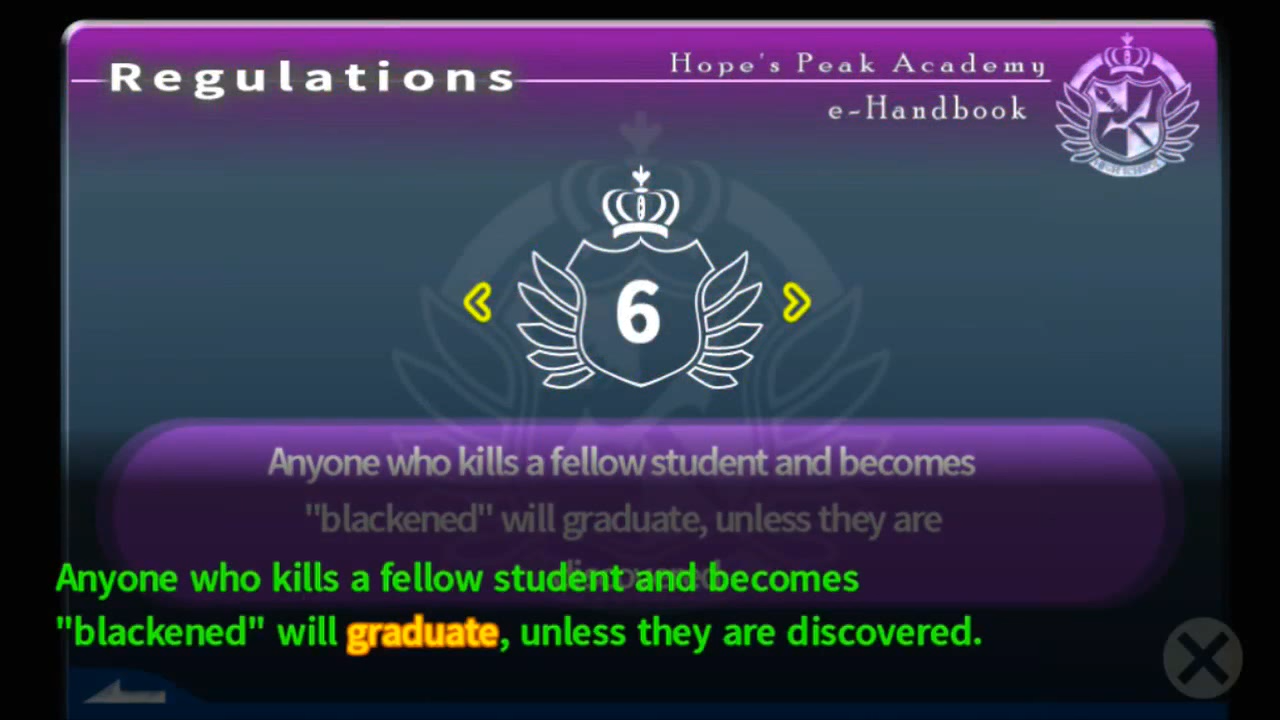 Regulations
Hope's Peak Academy
e-Handbook
6
Anyone who kills a fellow student and becomes
"blackened" will graduate, unless they are
discovered.
Anyone who kills a fellow student and becomes
"blackened" will graduate, unless they are discovered.